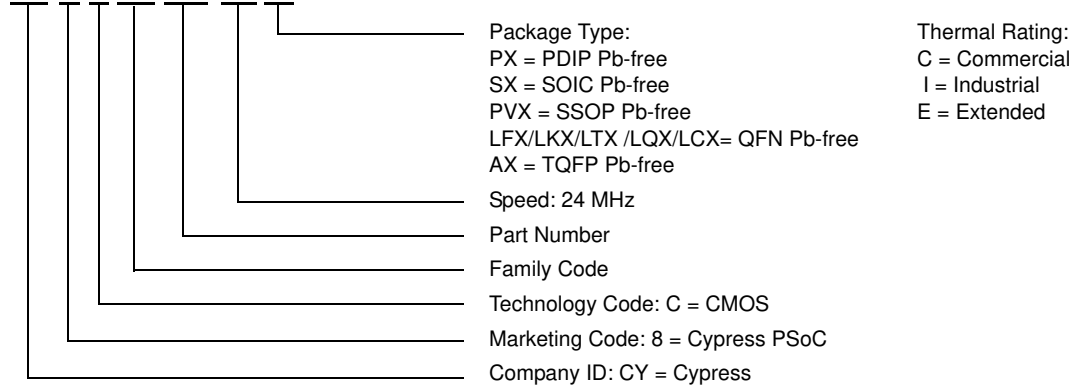 Package Type:
PX = PDIP Pb-free
SX = SOIC Pb-free
PVX = SSOP Pb-free
LFX/LKX/LTX /LQX/LCX= QFN Pb-free
AX = TQFP Pb-free
Speed: 24 MHz
Part Number
Family Code
Technology Code: C = CMOS
Marketing Code: 8 = Cypress PSoC
Company ID: CY = Cypress
Thermal Rating:
C = Commercial
I = Industrial
E = Extended